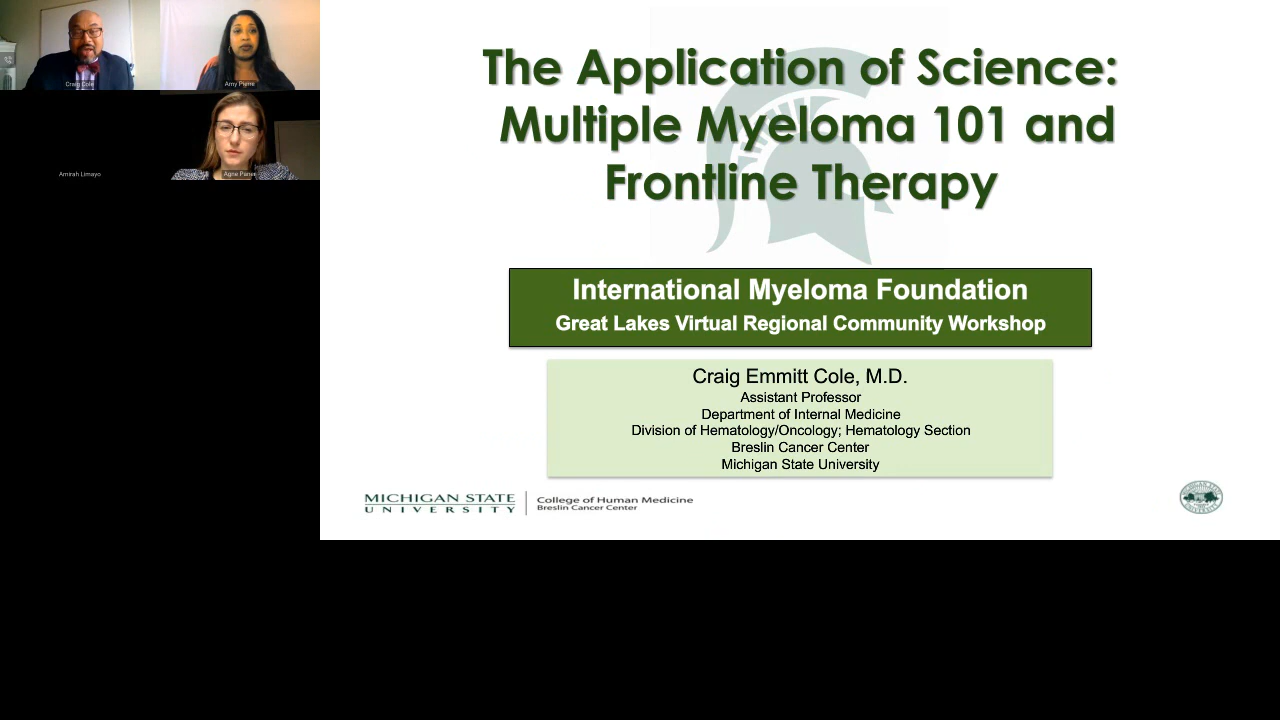 Craig Cole
Amy Pierre
Amirah Limayo
Agne Paner
The Application of Science:
Multiple Myeloma 101 and
Frontline Therapy
International Myeloma Foundation
Great Lakes Virtual Regional Community Workshop
Craig Emmitt Cole, M.D.
Assistant Professor
Department of Internal Medicine
Division of Hematology/Oncology; Hematology Section
Breslin Cancer Center
Michigan State University
MICHIGAN STATE
UNIVERSITY
College of Human Medicine
Breslin Cancer Center